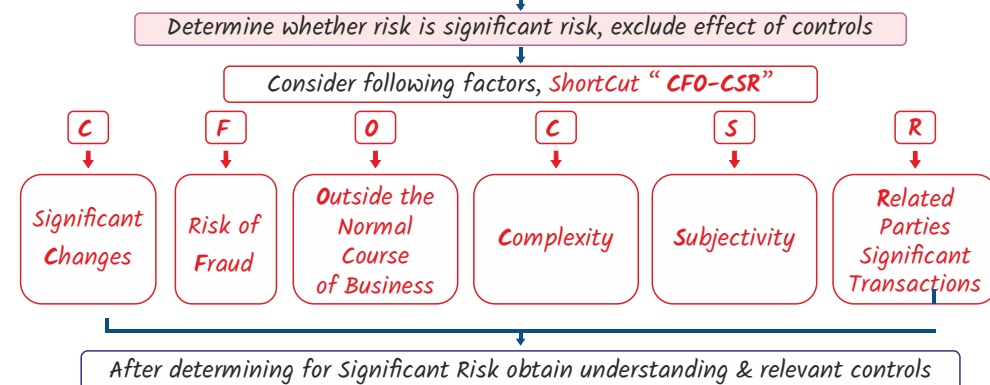 Determine whether risk is significant risk, exclude effect of controls
Consider following factors, ShortCut “ CFO-CSR”
C
F
O
C
S
R
Significant
Changes
Risk of
Fraud
Outside the
Normal
Course
of Business
Complexity
Subjectivity
Related
Parties
Significant
Transactions
After determining for Significant Risk obtain understanding & relevant controls